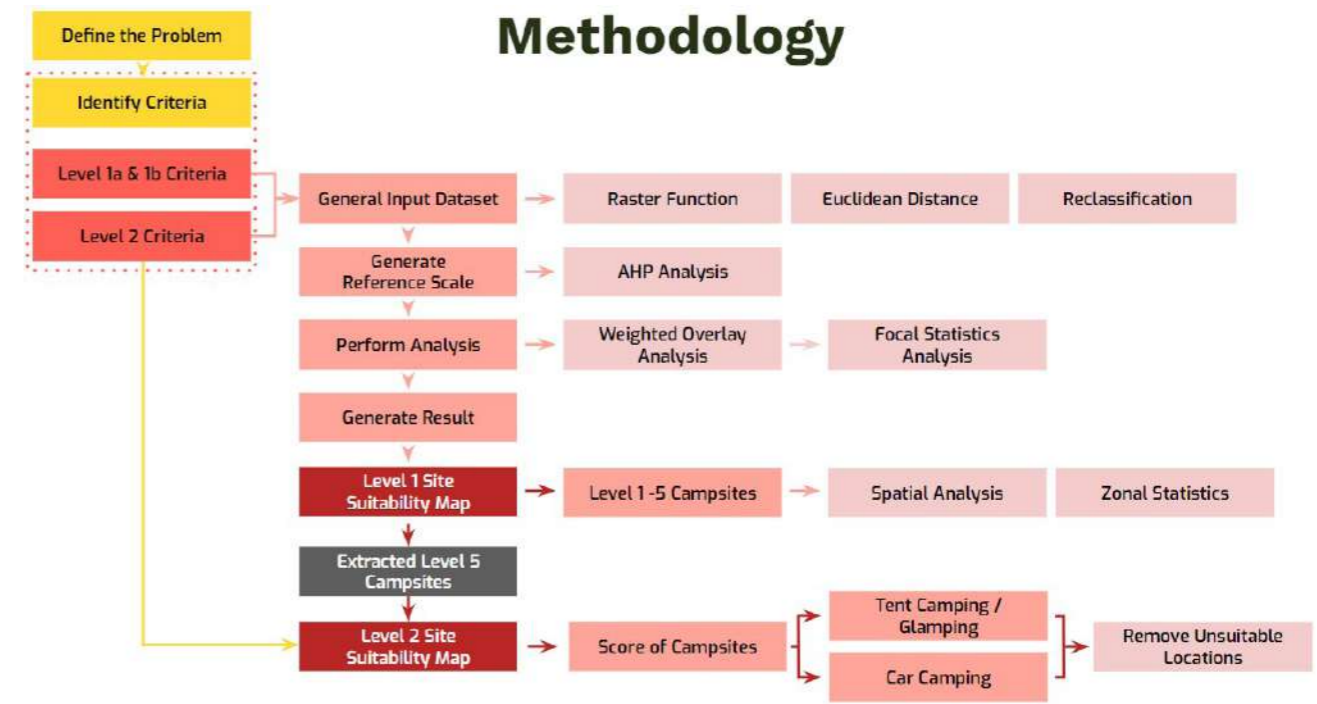 Methodology
Define the Problem
Identify Criteria
Level 1a & 1b Criteria
Level 2 Criteria
General Input Dataset
Raster Function
Euclidean Distance
Reclassification
Generate
Reference Scale
AHP Analysis
Perform Analysis
Weighted Overlay
Analysis
Focal Statistics
Analysis
Generate Result
Level 1 Site
Suitability Map
Level 1 -5 Campsites
Spatial Analysis
Zonal Statistics
Extracted Level 5
Campsites
Level 2 Site
Suitability Map
Score of Campsites
Tent Camping /
Glamping
Car Camping
Remove Unsuitable
Locations